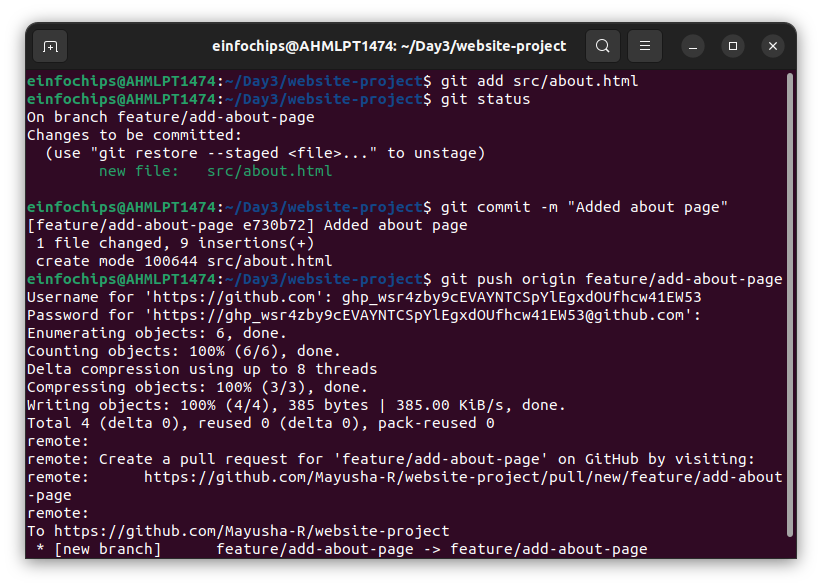 einfochips@AHMLPT1474: ~/Day3/website-project
einfochips@AHMLPT1474:~/Day3/website-project$ git add src/about.html
einfochips@AHMLPT1474:~/Day3/website-project$ git status
On branch feature/add-about-page
Changes to be committed:
  (use "git restore --staged <file>..." to unstage)
        new file:   src/about.html
einfochips@AHMLPT1474:~/Day3/website-project$ git commit -m "Added about page"
[feature/add-about-page e730b72] Added about page
 1 file changed, 9 insertions(+)
 create mode 100644 src/about.html
einfochips@AHMLPT1474:~/Day3/website-project$ git push origin feature/add-about-page
Username for 'https://github.com': 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
Password for 'https://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@github.com':
Enumerating objects: 6, done.
Counting objects: 100% (6/6), done.
Delta compression using up to 8 threads
Compressing objects: 100% (3/3), done.
Writing objects: 100% (4/4), 385 bytes | 385.00 KiB/s, done.
Total 4 (delta 0), reused 0 (delta 0), pack-reused 0
remote:
remote: Create a pull request for 'feature/add-about-page' on GitHub by visiting:
remote:      https://github.com/Mayusha-R/website-project/pull/new/feature/add-about
-page
remote:
To https://github.com/Mayusha-R/website-project
 * [new branch]      feature/add-about-page -> feature/add-about-page